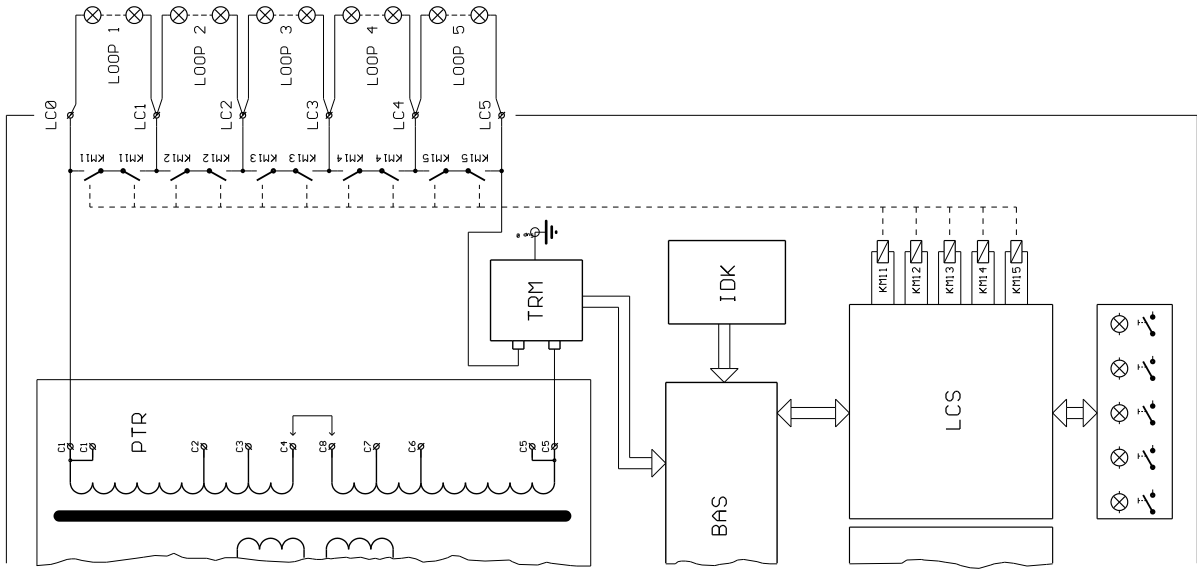 LOOP 1
LOOP 2
LOOP 3
LOOP 4
LOOP 5
LC0
LC1
LC2
LC3
LC4
LC5
KM11
KM11
KM12
KM12
KM13
KM13
KM14
KM14
KM15
KM15
TRM
IDK
KM11
KM12
KM13
KM14
KM15
PTR
C1
C1
C2
C3
C4
C8
C7
C6
C5
C5
BAS
LCS